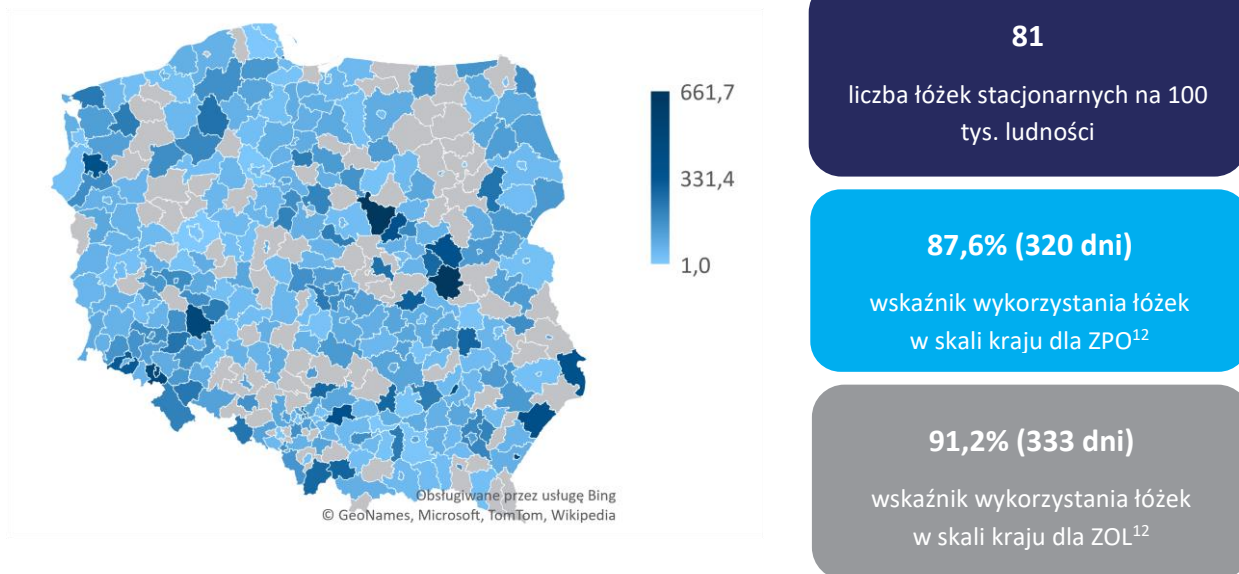 661,7
331,4
1,0
Obsługiwane przez usługę Bing
© GeoNames, Microsoft, TomTom, Wikipedia
81
liczba łóżek stacjonarnych na 100
tys. ludności
87,6% (320 dni)
wskaźnik wykorzystania łóżek
w skali kraju dla ZPO¹²
91,2% (333 dni)
wskaźnik wykorzystania łóżek
w skali kraju dla ZOL¹²